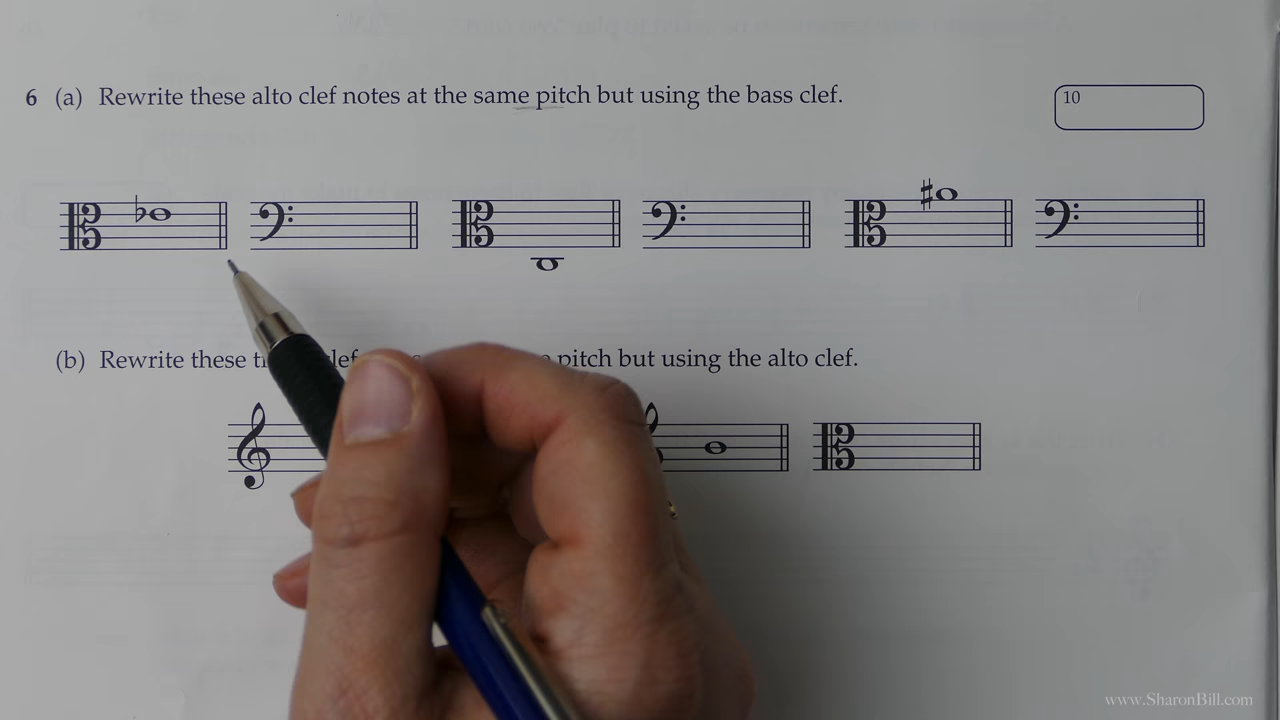 6 (a) Rewrite these alto clef notes at the same pitch but using the bass clef.
10
(b) Rewrite these pitch but using the alto clef.
www.SharonBill.com